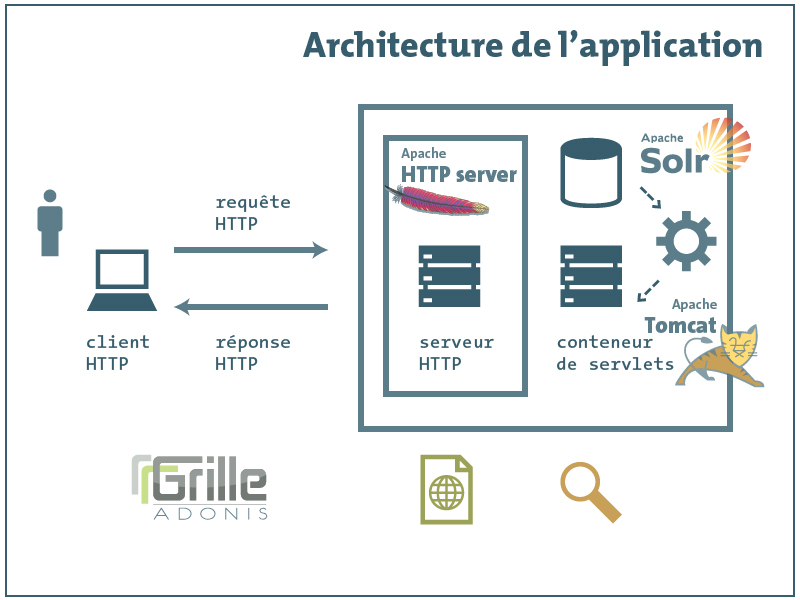 Architecture de l’application
Apache
HTTP server
Apache
Solr
requête
HTTP
client
HTTP
réponse
HTTP
serveur
HTTP
Apache
Tomcat
conteneur
de servlets
Grille
ADONIS